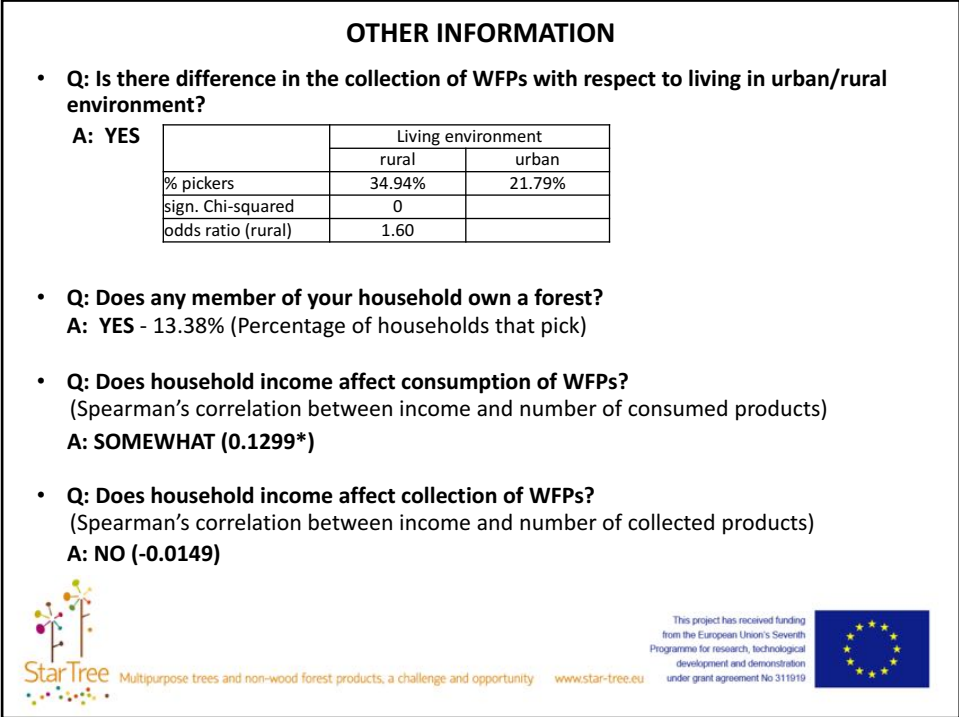 OTHER INFORMATION
• Q: Is there difference in the collection of WFPs with respect to living in urban/rural
environment?
A: YES
Living environment
rural urban
% pickers 34.94% 21.79%
sign. Chi-squared 0
odds ratio (rural) 1.60
• Q: Does any member of your household own a forest?
A: YES - 13.38% (Percentage of households that pick)
• Q: Does household income affect consumption of WFPs?
(Spearman's correlation between income and number of consumed products)
A: SOMEWHAT (0.1299*)
• Q: Does household income affect collection of WFPs?
(Spearman's correlation between income and number of collected products)
A: NO (-0.0149)
StarTree Multipurpose trees and non-wood forest products, a challenge and opportunity www.star-tree.eu
This project has received funding
from the European Union's Seventh
Programme for research, technological
development and demonstration
under grant agreement No 311919